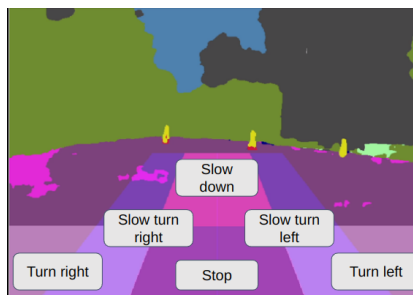 Slow
down
Slow turn
right
Slow turn
left
Turn right
Stop
Turn left